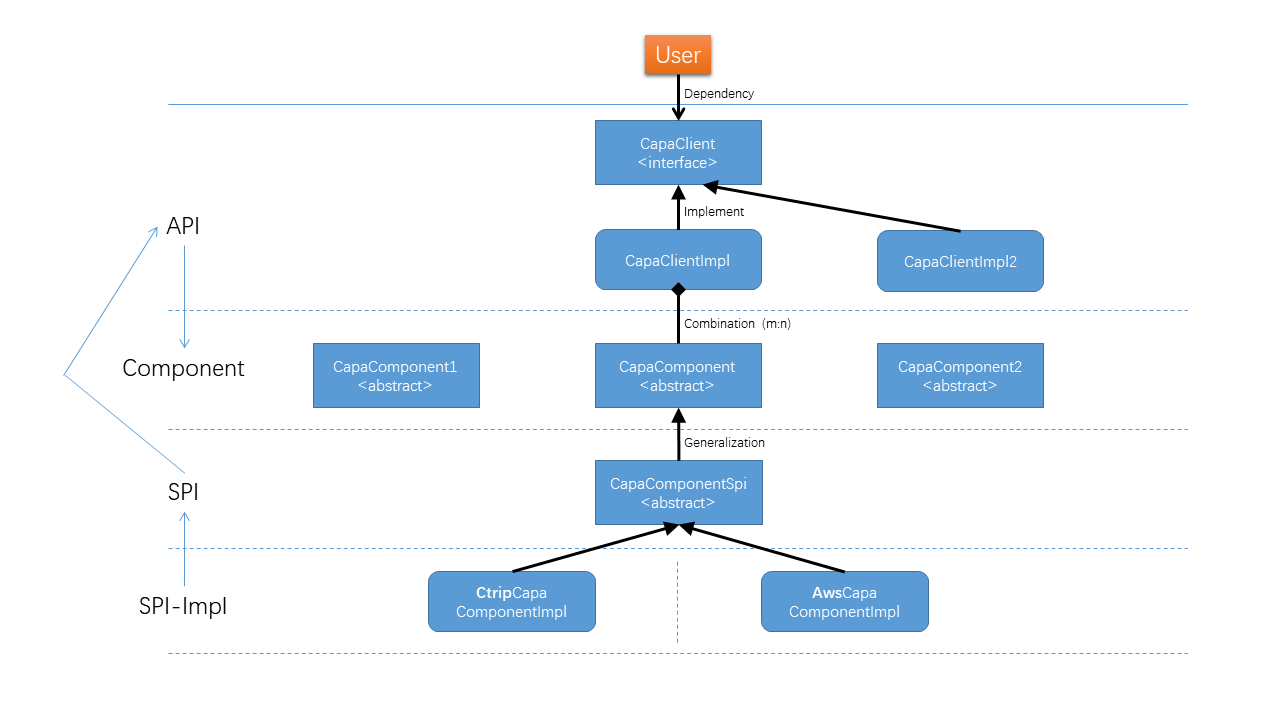 User
Dependency
CapaClient
<interface>
API
Implement
CapaClientImpl
CapaClientImpl2
Combination (m:n)
Component
CapaComponent1
<abstract>
CapaComponent
<abstract>
CapaComponent2
<abstract>
Generalization
SPI
CapaComponentSpi
<abstract>
SPI-Impl
CtripCapa
ComponentImpl
AwsCapa
ComponentImpl